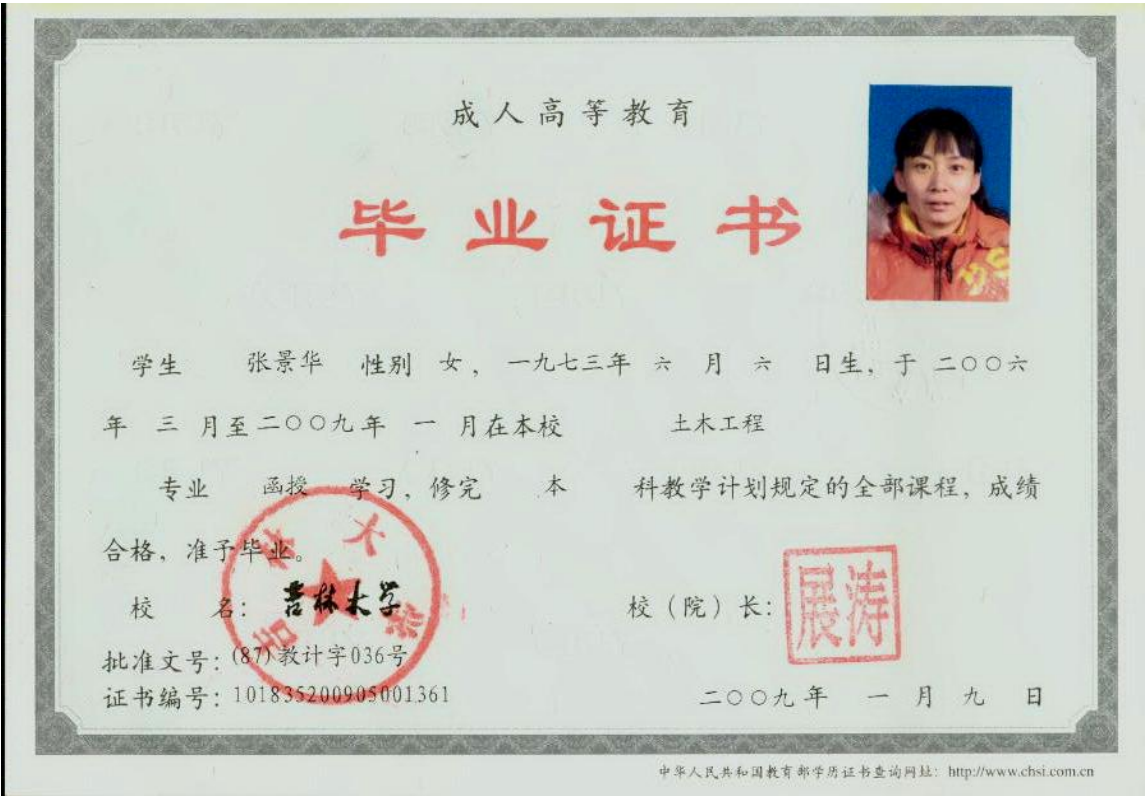 成人高等教育
毕业证书
学生 张景华 性别 女，一九七三年 六 月 六 日生，于 二〇〇六
年 三 月至二〇〇九年 一 月在本校 土木工程
专业 函授 学习，修完 本 科教学计划规定的全部课程，成绩
合格，准予毕业。
校 名：吉林大学 校（院）长：展涛
批准文号：(87)教计字036号
证书编号：101835200905001361 二〇〇九年 一 月 九 日
吉林大学
中华人民共和国教育部学历证书查询网址：http://www.chsi.com.cn